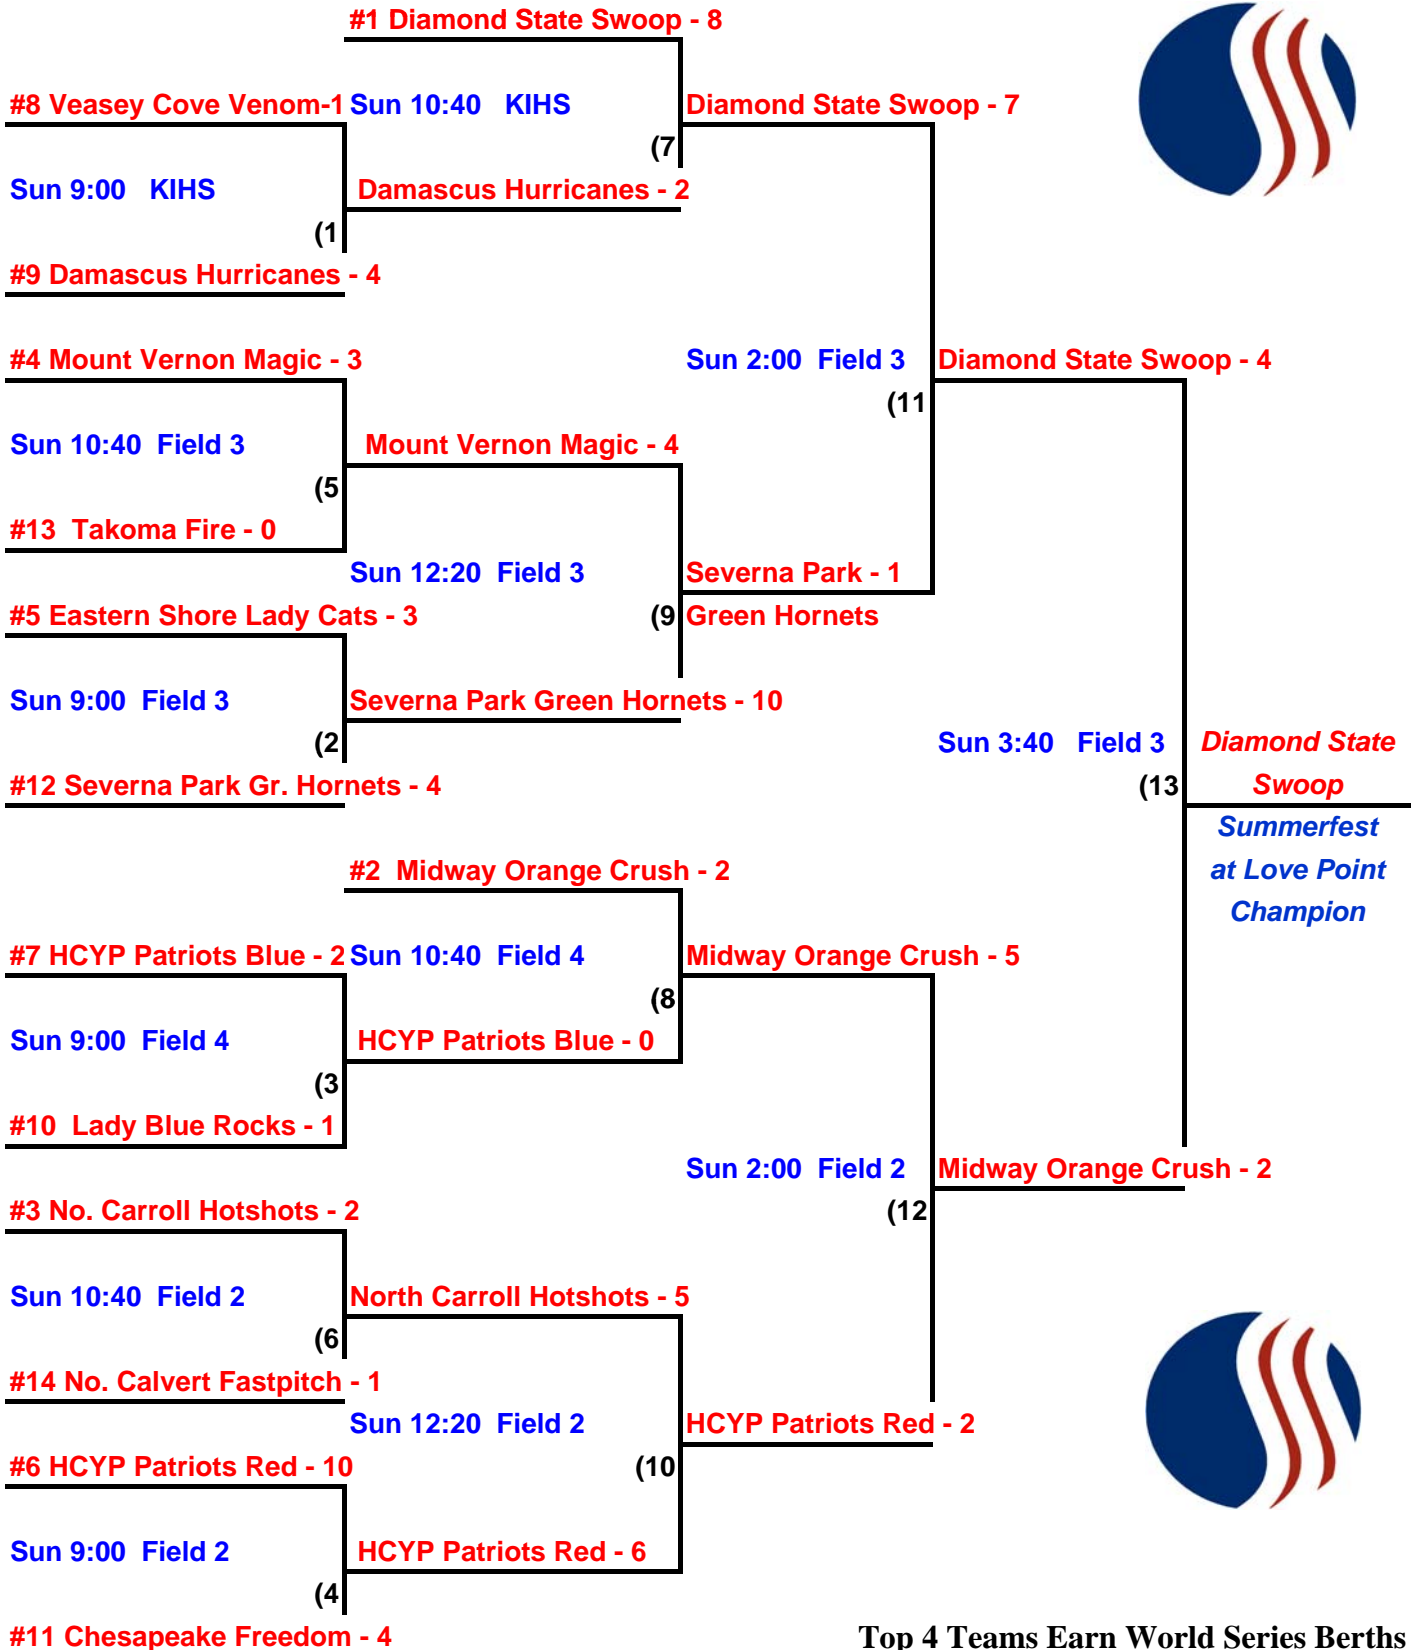 #1 Diamond State Swoop - 8
#8 Veasey Cove Venom-1 Sun 10:40 KIHS Diamond State Swoop - 7
(7
Sun 9:00 KIHS Damascus Hurricanes - 2
(1
#9 Damascus Hurricanes - 4
#4 Mount Vernon Magic - 3 Sun 2:00 Field 3 Diamond State Swoop - 4
(11
Sun 10:40 Field 3 Mount Vernon Magic - 4
(5
#13 Takoma Fire - 0
Sun 12:20 Field 3 Severna Park - 1
#5 Eastern Shore Lady Cats - 3 (9 Green Hornets
Sun 9:00 Field 3 Severna Park Green Hornets - 10
(2 Sun 3:40 Field 3 Diamond State
#12 Severna Park Gr. Hornets - 4 (13 Swoop
Summerfest
#2 Midway Orange Crush - 2 at Love Point
Champion
#7 HCYP Patriots Blue - 2 Sun 10:40 Field 4 Midway Orange Crush - 5
(8
Sun 9:00 Field 4 HCYP Patriots Blue - 0
(3
#10 Lady Blue Rocks - 1
Sun 2:00 Field 2 Midway Orange Crush - 2
#3 No. Carroll Hotshots - 2 (12
Sun 10:40 Field 2 North Carroll Hotshots - 5
(6
#14 No. Calvert Fastpitch - 1
Sun 12:20 Field 2 HCYP Patriots Red - 2
#6 HCYP Patriots Red - 10 (10
Sun 9:00 Field 2 HCYP Patriots Red - 6
(4
#11 Chesapeake Freedom - 4 Top 4 Teams Earn World Series Berths